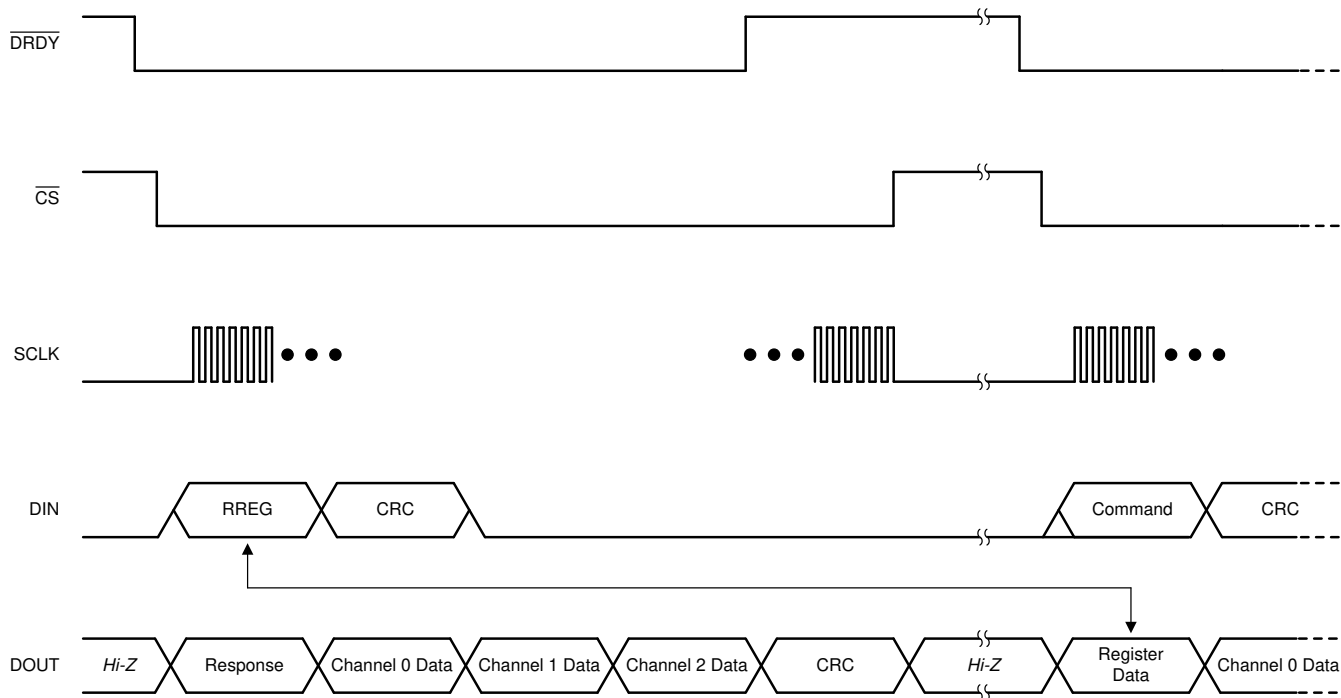 DRDY
CS
SCLK
DIN
RREG
CRC
Command
CRC
DOUT
Hi-Z
Response
Channel 0 Data
Channel 1 Data
Channel 2 Data
CRC
Hi-Z
Register
Data
Channel 0 Data